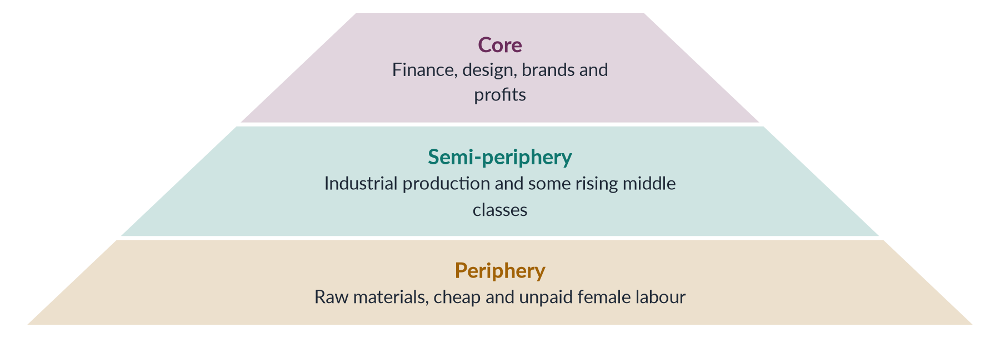 Core
Finance, design, brands and
profits
Semi-periphery
Industrial production and some rising middle
classes
Periphery
Raw materials, cheap and unpaid female labour